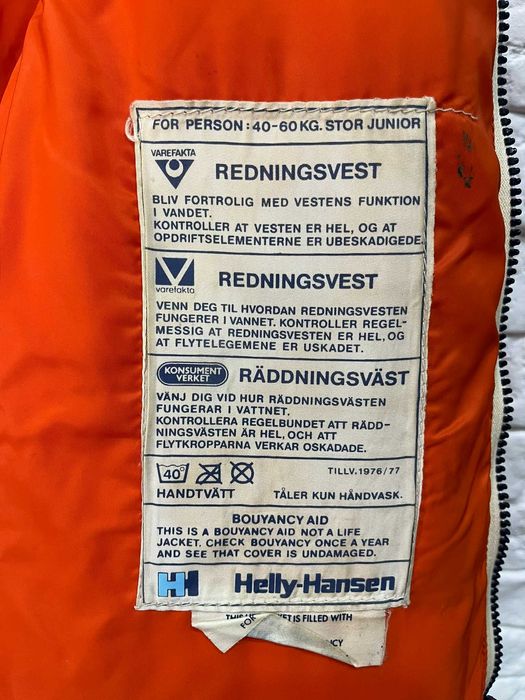 FOR PERSON: 40-60 KG. STOR JUNIOR
VAREFAKTA
REDNINGSVEST
BLIV FORTROLIG MED VESTENS FUNKTION
I VANDET.
KONTROLLER AT VESTEN ER HEL, OG AT
OPDRIFTSELEMENTERNE ER UBESKADIGEDE
varefakta
REDNINGSVEST
VENN DEG TIL HVORDAN REDNINGSVESTEN
FUNGERER I VANNET. KONTROLLER REGEL-
MESSIG AT REDNINGSVESTEN ER HEL, OG
AT FLYTELEGEMENE ER USKADET.
KONSUMENT
VERKET
RÄDDNINGSVÄST
VÄNJ DIG VID HUR RÄDDNINGSVÄSTEN
FUNGERAR I VATTNET.
KONTROLLERA REGELBUNDET ATT RÄDD-
NINGSVÄSTEN ÄR HEL, OCH ATT
FLYTKROPPARNA VERKAR OSKADADE.
40°
TILLV. 1976/77
HANDTVÄTT
TÅLER KUN HÅNDVASK.
BOUYANCY AID
THIS IS A BOUYANCY AID NOT A LIFE
JACKET. CHECK BOUYANCY ONCE A YEAR
AND SEE THAT COVER IS UNDAMAGED.
HH Helly-Hansen
IS FILLED WITH
FOR
NCY